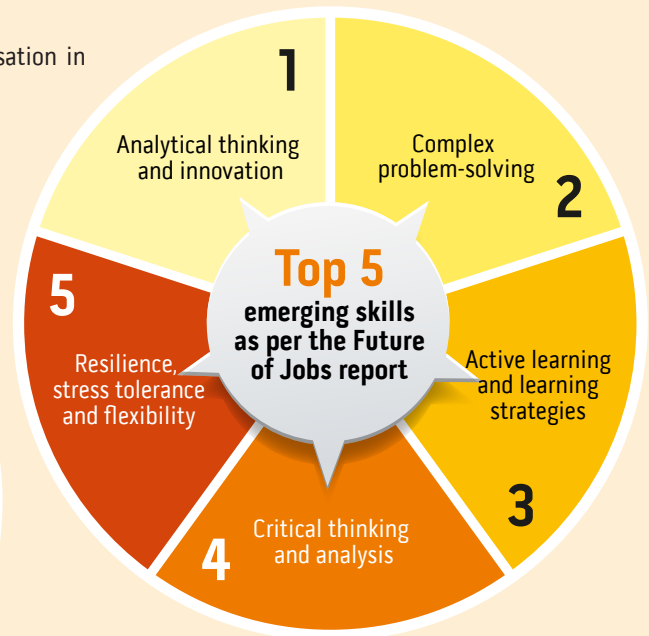 sation in
1
Analytical thinking
and innovation
Complex
problem-solving
2
Top 5
emerging skills
as per the Future
of Jobs report
5
Resilience,
stress tolerance
and flexibility
Active learning
and learning
strategies
3
Critical thinking
and analysis
4